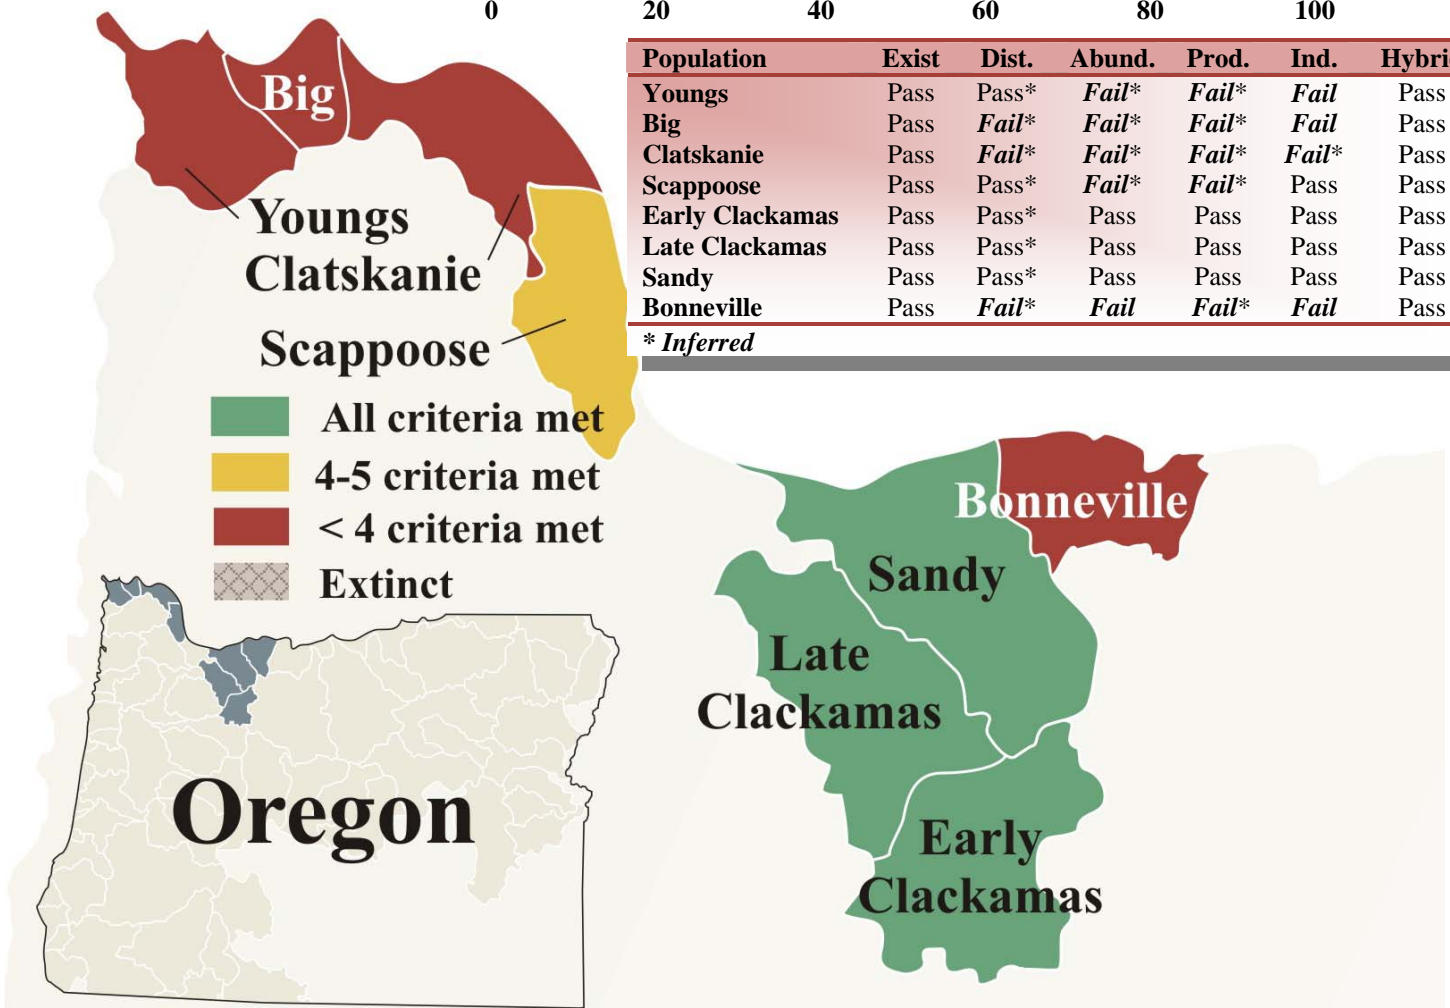 0 20 40 60 80 100
Population Exist Dist. Abund. Prod. Ind.
Youngs Pass Pass* Fail* Fail* Fail Pass
Big Pass Fail* Fail* Fail* Fail Pass
Clatskanie Pass Fail* Fail* Fail* Fail* Pass
Scappoose Pass Pass* Fail* Fail* Pass Pass
Early Clackamas Pass Pass* Pass Pass Pass Pass
Late Clackamas Pass Pass* Pass Pass Pass Pass
Sandy Pass Pass* Pass Pass Pass Pass
Bonneville Pass Fail* Fail Fail* Fail Pass
* Inferred
Big
Youngs
Clatskanie
Scappoose
All criteria met
4-5 criteria met
< 4 criteria met
Extinct
Oregon
Bonneville
Sandy
Late
Clackamas
Early
Clackamas